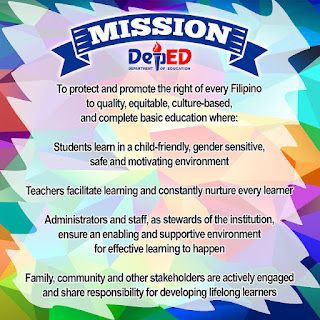 MISSION
DepED
DEPARTMENT OF EDUCATION
To protect and promote the right of every Filipino
to quality, equitable, culture-based,
and complete basic education where:
Students learn in a child-friendly, gender sensitive,
safe and motivating environment
Teachers facilitate learning and constantly nurture every learner
Administrators and staff, as stewards of the institution,
ensure an enabling and supportive environment
for effective learning to happen
Family, community and other stakeholders are actively engaged
and share responsibility for developing lifelong learners